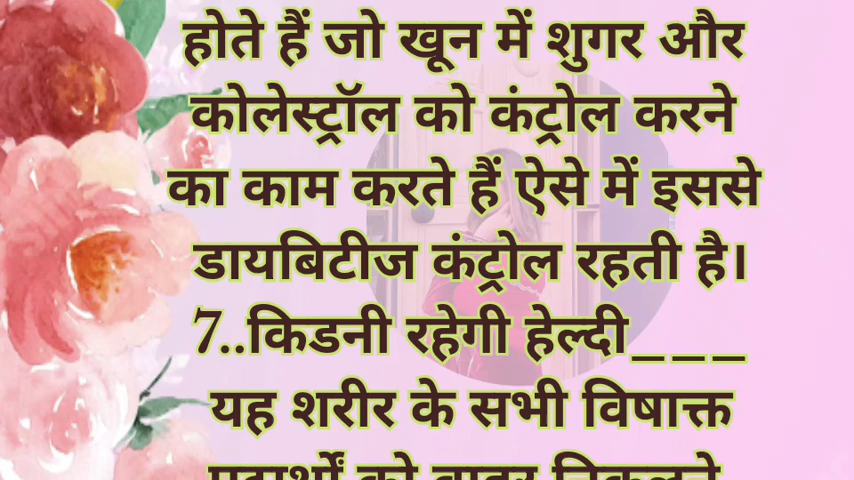 होते हैं जो खून में शुगर और
कोलेस्ट्रॉल को कंट्रोल करने
का काम करते हैं ऐसे में इससे
डायबिटीज कंट्रोल रहती है।
7..किडनी रहेगी हेल्दी___
यह शरीर के सभी विषाक्त